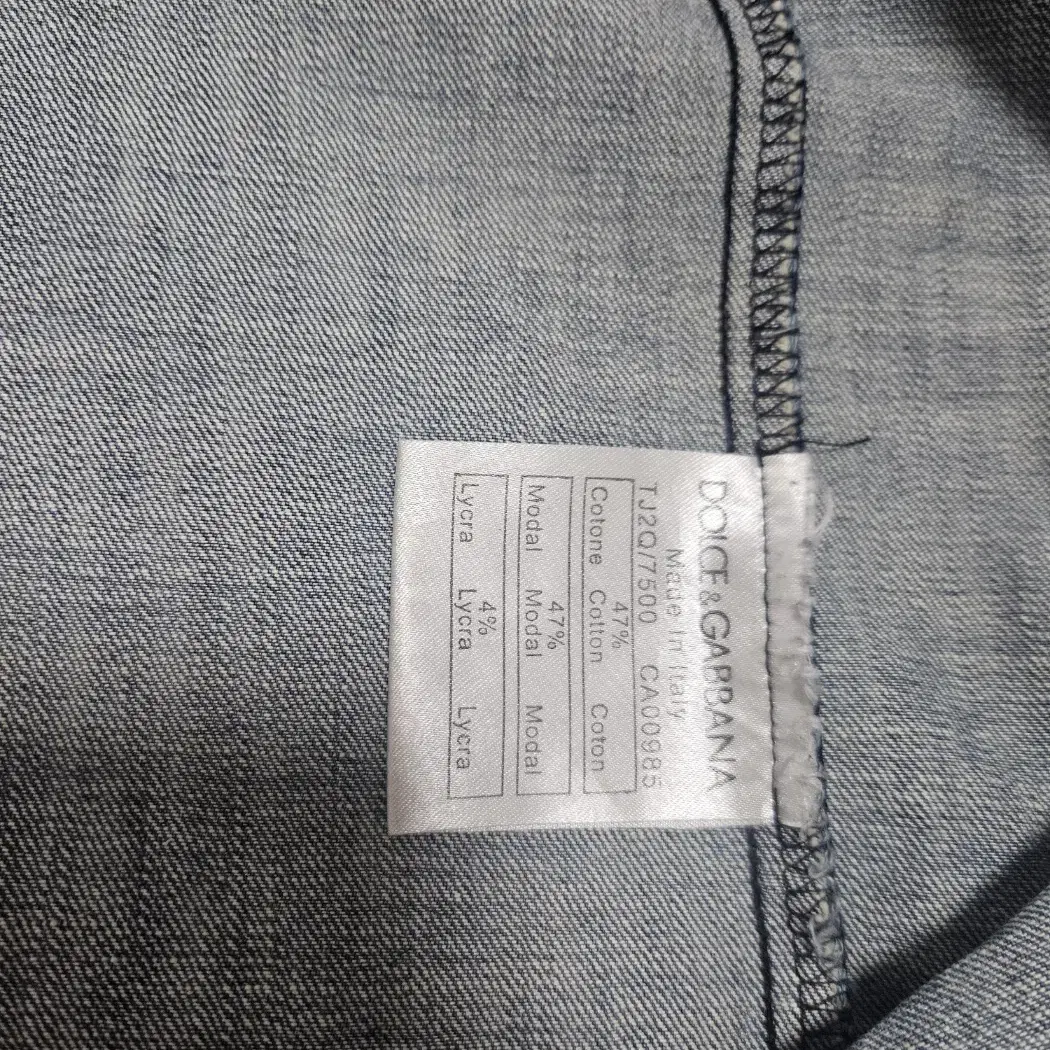 DOLCE&GABBANA
Made In Italy
TJ2Q/7500 CA00985
47%
Cotone Cotton Coton
47%
Modal Modal Modal
4%
Lycra Lycra Lycra